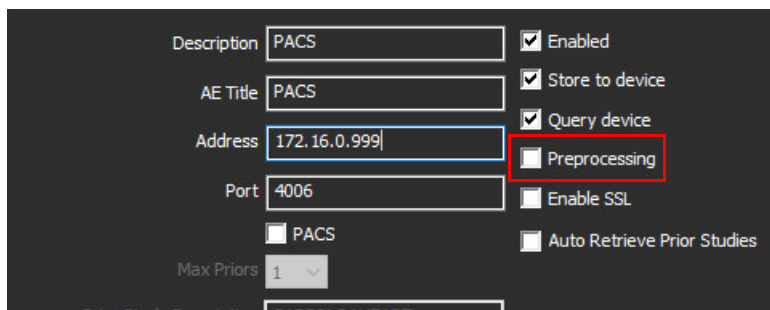 Description PACS Enabled
AE Title PACS Store to device
Query device
Address 172.16.0.999
Preprocessing
Port 4006 Enable SSL
PACS Auto Retrieve Prior Studies
Max Priors 1